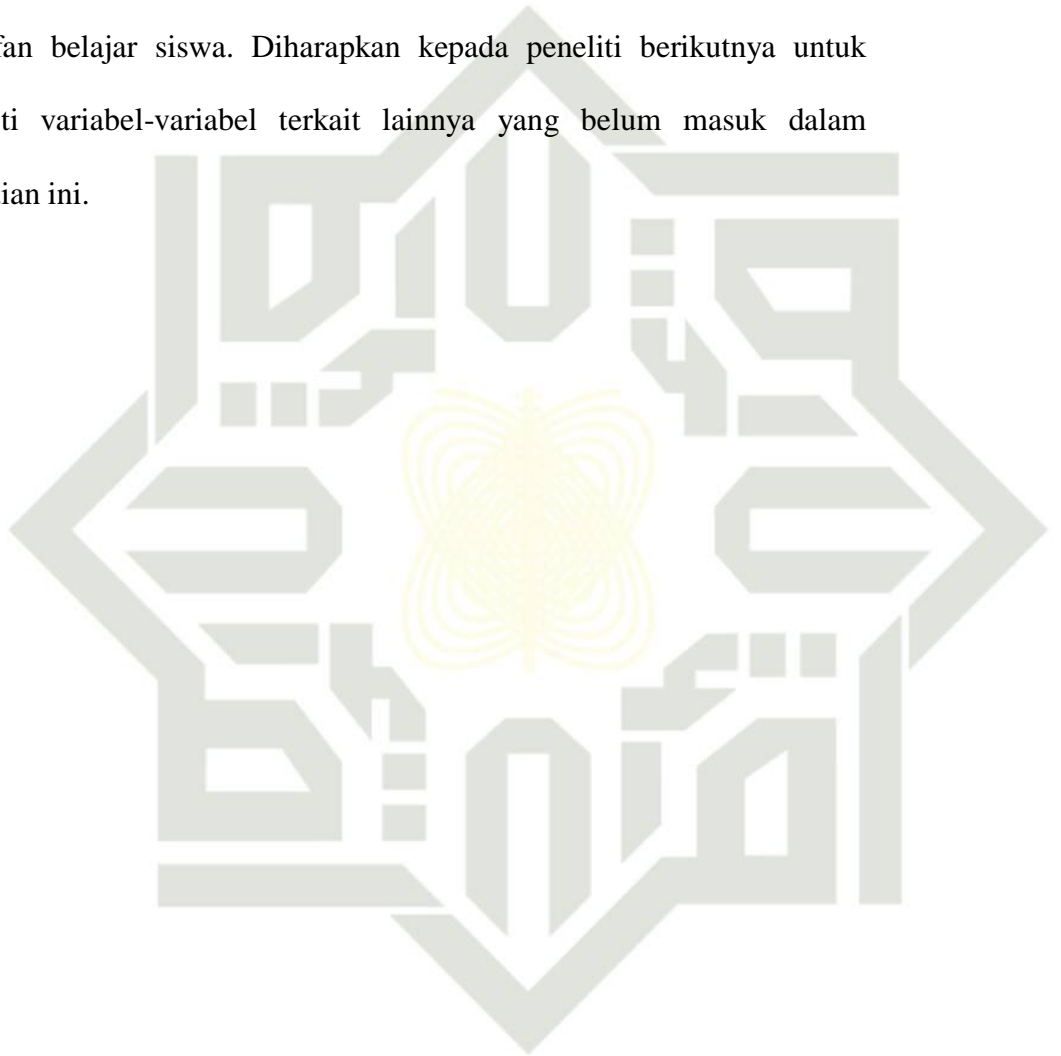 fan belajar siswa. Diharapkan kepada peneliti berikutnya untuk
ti variabel-variabel terkait lainnya yang belum masuk dalam
ian ini.